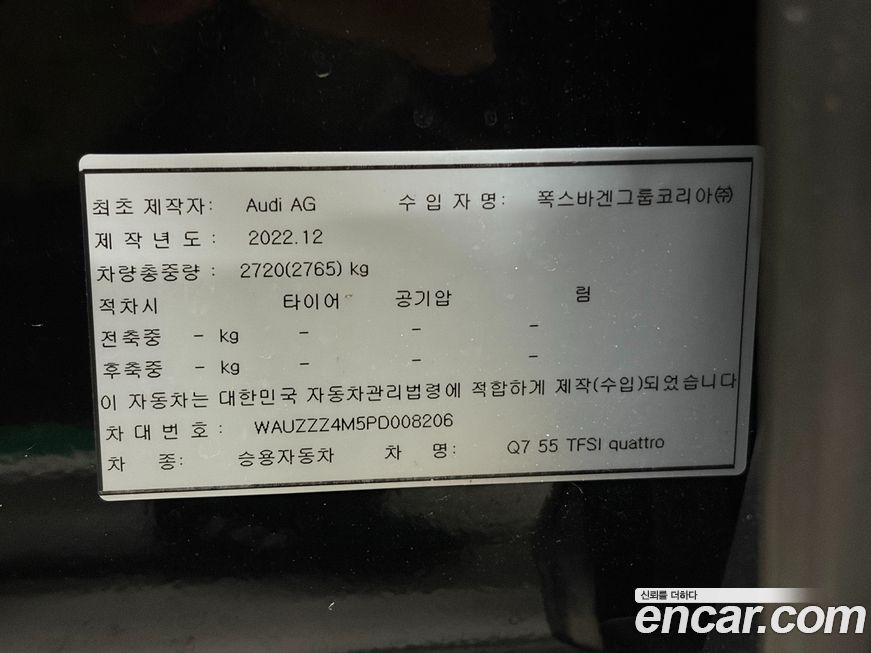 최초 제작자: Audi AG 수 입 자 명: 폭스바겐그룹코리아㈜
제 작 년 도 : 2022.12
차량총중량 : 2720(2765) kg
적차시 타이어 공기압 림
전축중 - kg - - -
후축중 - kg - - -
이 자동차는 대한민국 자동차관리법령에 적합하게 제작(수입)되었습니다
차 대 번 호 : WAUZZZ4M5PD008206
차 종: 승용자동차 차 명: Q7 55 TFSI quattro
신뢰를 더하다
encar.com